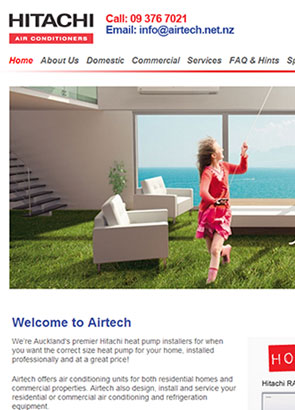 HITACHI
AIR CONDITIONERS
Call: 09 376 7021
Email: info@airtech.net.nz
Home About Us Domestic Commercial Services FAQ & Hints
Welcome to Airtech
We're Auckland's premier Hitachi heat pump installers for when
you want the correct size heat pump for your home, installed
professionally and at a great price!
Airtech offers air conditioning units for both residential homes and
commercial properties. Airtech also design, install and service your
residential or commercial air conditioning and refrigeration
equipment.
HO
Hitachi RA